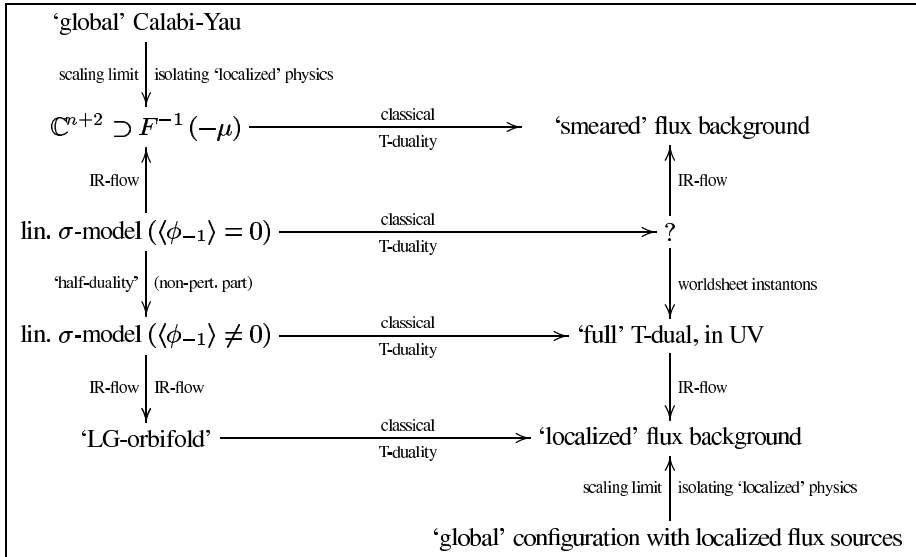 ‘global’ Calabi-Yau
scaling limit isolating ‘localized’ physics
ℂⁿ⁺² ⊃ F⁻¹ (−μ) classical T-duality ‘smeared’ flux background
IR-flow IR-flow
lin. σ-model (⟨ϕ₋₁⟩ = 0) classical T-duality ?
‘half-duality’ (non-pert. part) worldsheet instantons
lin. σ-model (⟨ϕ₋₁⟩ ≠ 0) classical T-duality ‘full’ T-dual, in UV
IR-flow IR-flow IR-flow
‘LG-orbifold’ classical T-duality ‘localized’ flux background
scaling limit isolating ‘localized’ physics
‘global’ configuration with localized flux sources